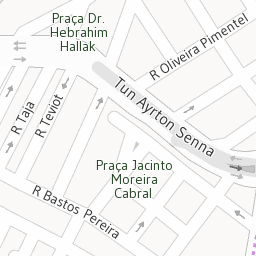 Praça Dr.
Hebrahim
Hallak
R Oliveira Pimentel
Tun Ayrton Senna
R Taja
R Teviot
Praça Jacinto
Moreira
Cabral
R Bastos Pereira